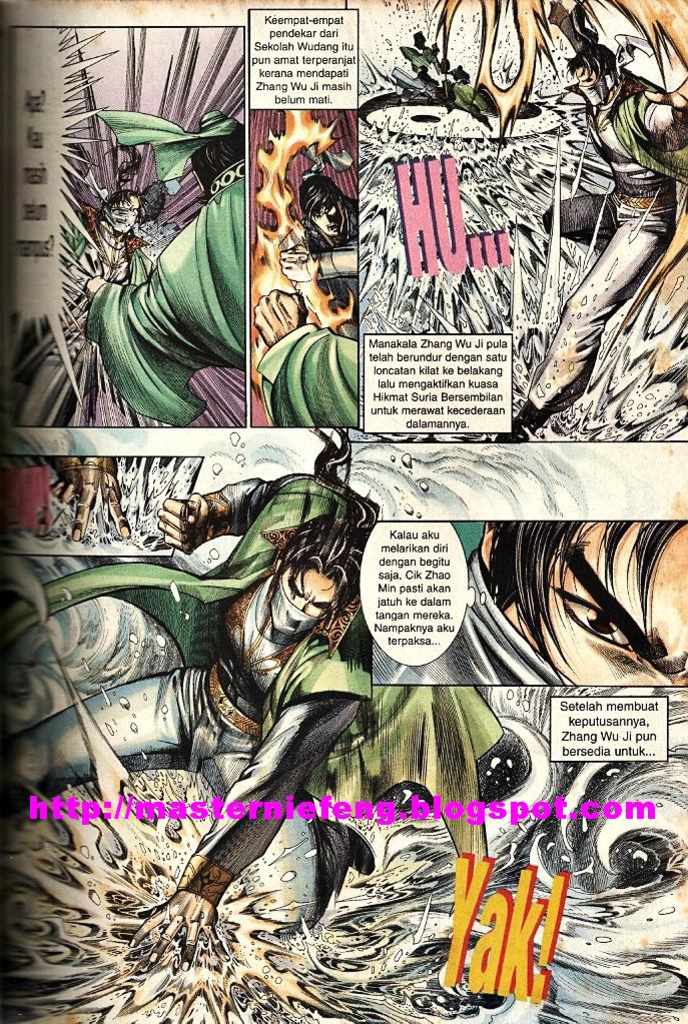 Apa?
Kau
masih
belum
mampus?
Keempat-empat
pendekar dari
Sekolah Wudang itu
pun amat terperanjat
kerana mendapati
Zhang Wu Ji masih
belum mati.
HU...
Manakala Zhang Wu Ji pula
telah berundur dengan satu
loncatan kilat ke belakang
lalu mengaktifkan kuasa
Hikmat Suria Bersembilan
untuk merawat kecederaan
dalamannya.
Kalau aku
melarikan diri
dengan begitu
saja, Cik Zhao
Min pasti akan
jatuh ke dalam
tangan mereka.
Nampaknya aku
terpaksa...
Setelah membuat
keputusannya,
Zhang Wu Ji pun
bersedia untuk...
http://masterniefeng.blogspot.com
Yak!